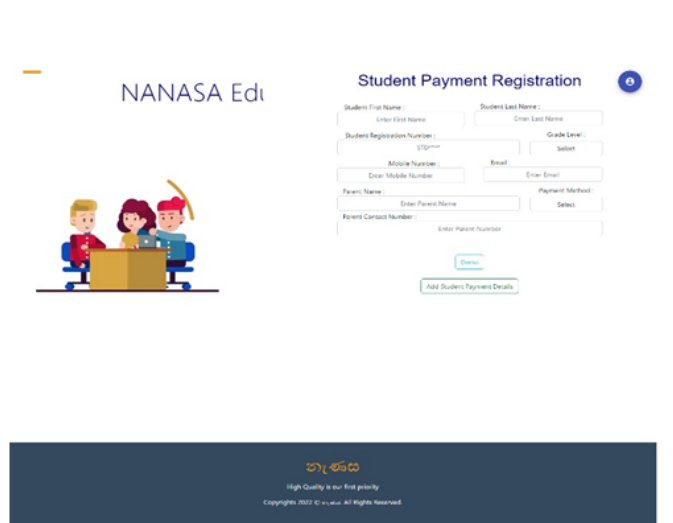 NANASA Edu
Student Payment Registration
Student First Name :
Student Last Name :
Enter First Name
Enter Last Name
Student Registration Number :
Grade Level :
STD****
Select
Mobile Number :
Email :
Enter Mobile Number
Enter Email
Parent Name :
Payment Method :
Enter Parent Name
Select
Parent Contact Number :
Enter Parent Number
Demo
Add Student Payment Details
නැණස
High Quality is our first priority
Copyrights 2022 © නැණස. All Rights Reserved.